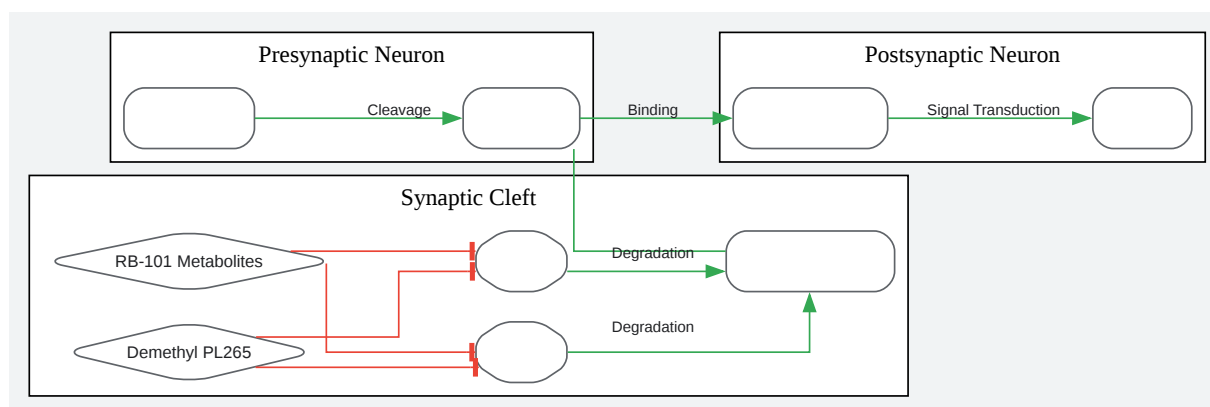 Presynaptic Neuron
Postsynaptic Neuron
Cleavage
Binding
Signal Transduction
Synaptic Cleft
RB-101 Metabolites
Degradation
Degradation
Demethyl PL265